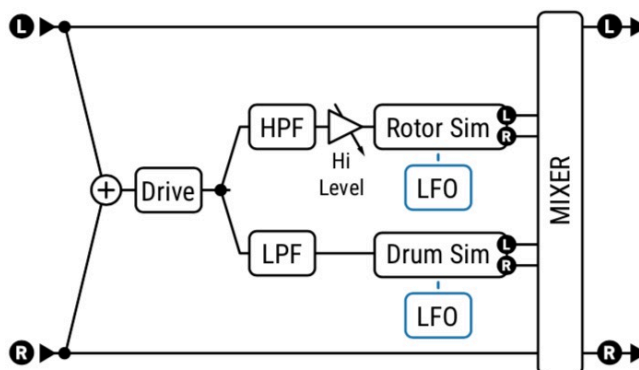 L
L
HPF
Rotor Sim
L
R
Hi
Level
LFO
+
Drive
MIXER
LPF
Drum Sim
L
R
LFO
R
R